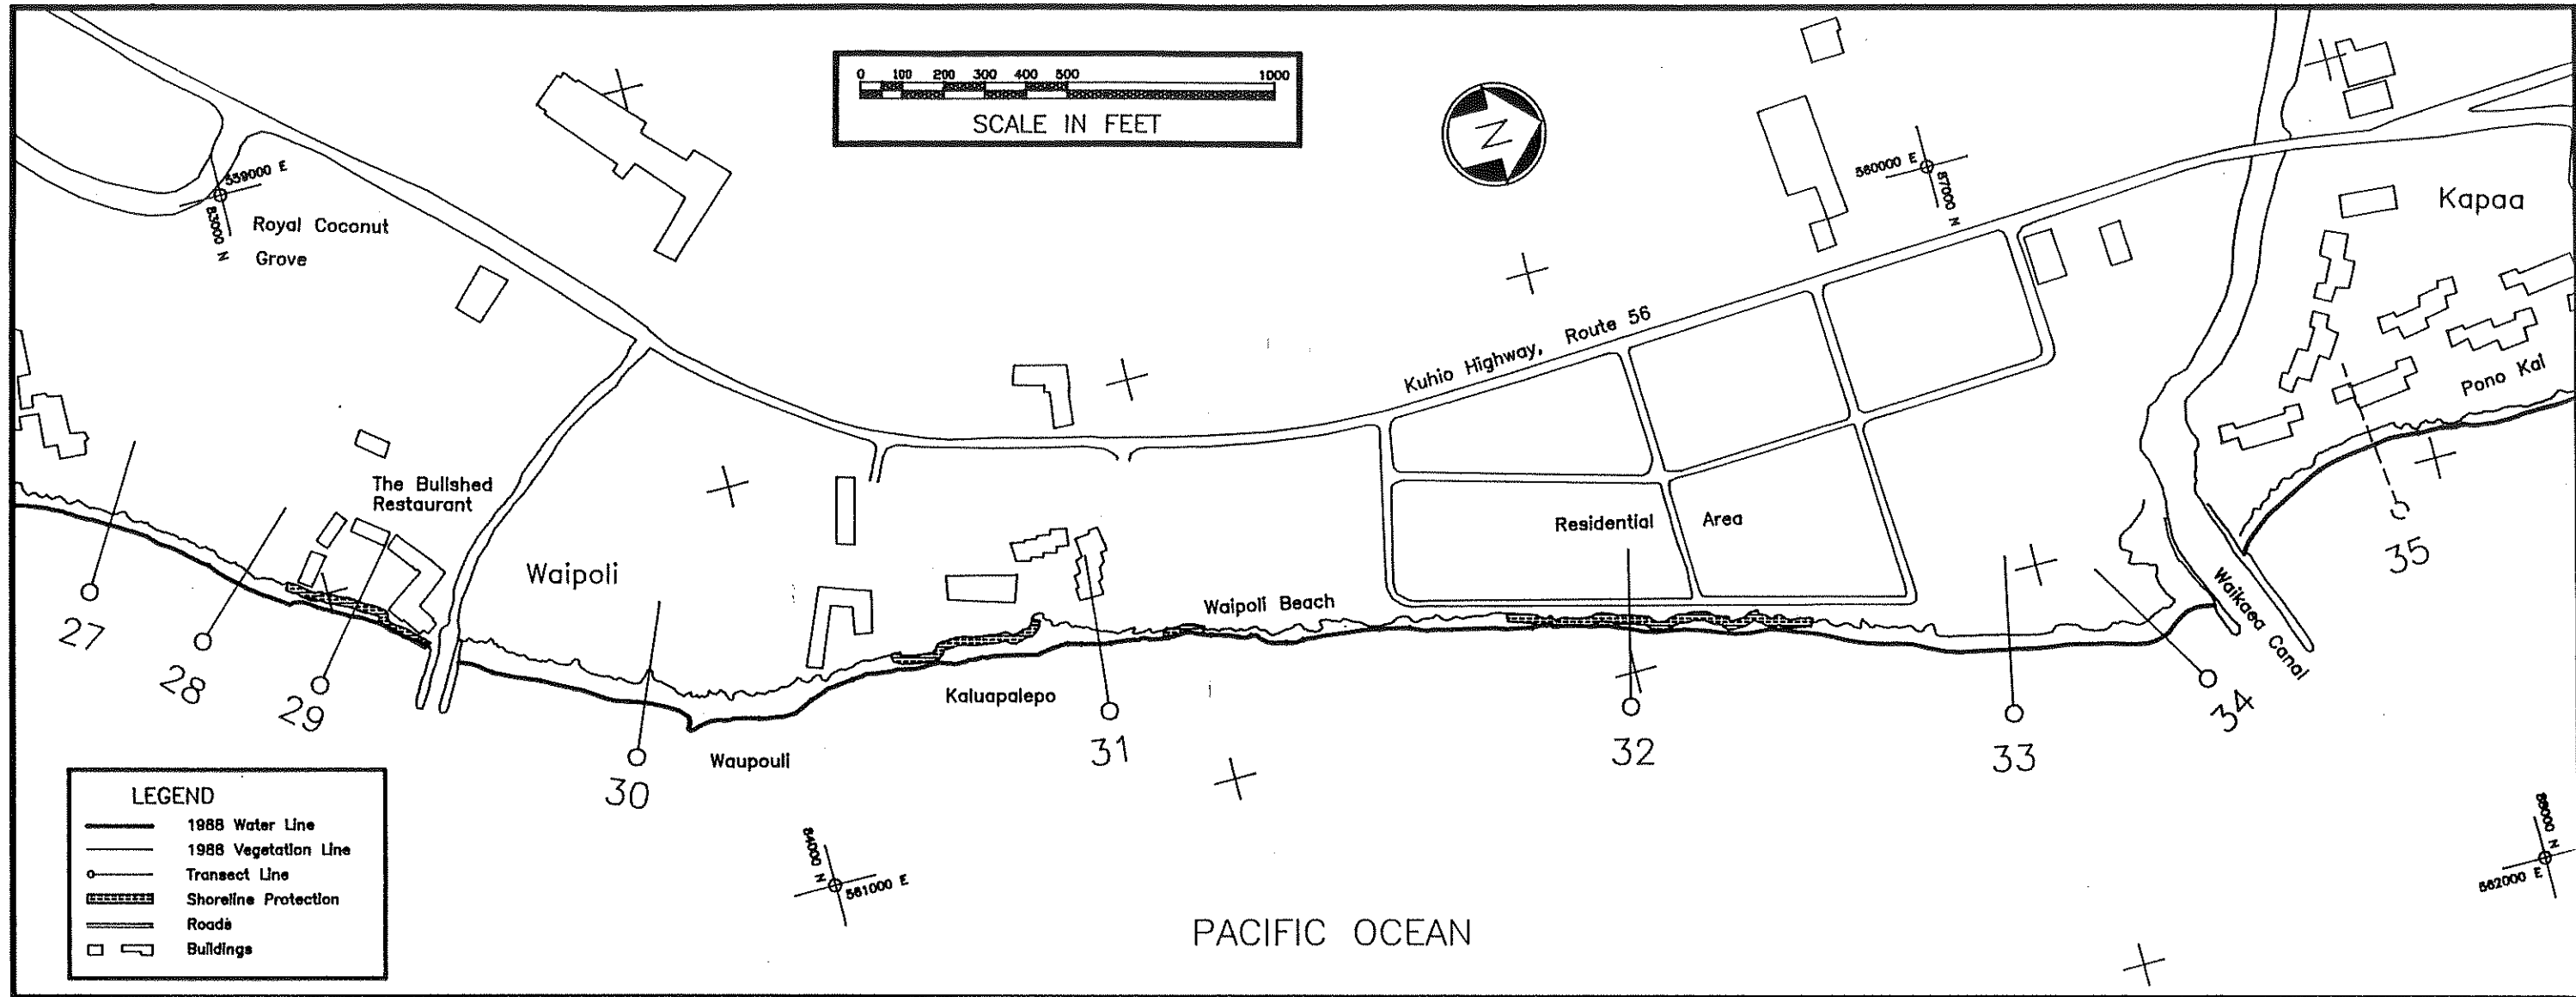 0 100 200 300 400 500 1000
SCALE IN FEET
N
559000 E
83000 N
Royal Coconut
Grove
560000 E
87000 N
Kapaa
Kuhio Highway, Route 56
Pono Kai
The Bullshed
Restaurant
Waipoli
Residential Area
Waipoli Beach
Waikaea Canal
Kaluapalepo
Waupouli
27
28
29
30
31
32
33
34
35
LEGEND
1988 Water Line
1988 Vegetation Line
Transect Line
Shoreline Protection
Roads
Buildings
84000 N
561000 E
88000 N
562000 E
PACIFIC OCEAN